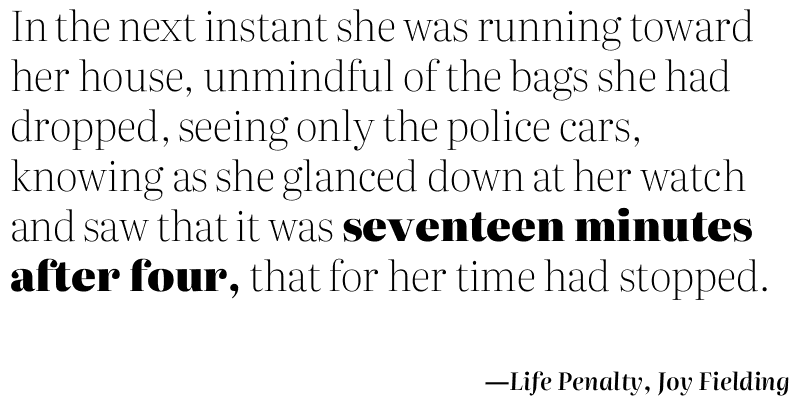 In the next instant she was running toward
her house, unmindful of the bags she had
dropped, seeing only the police cars,
knowing as she glanced down at her watch
and saw that it was seventeen minutes
after four, that for her time had stopped.
—Life Penalty, Joy Fielding